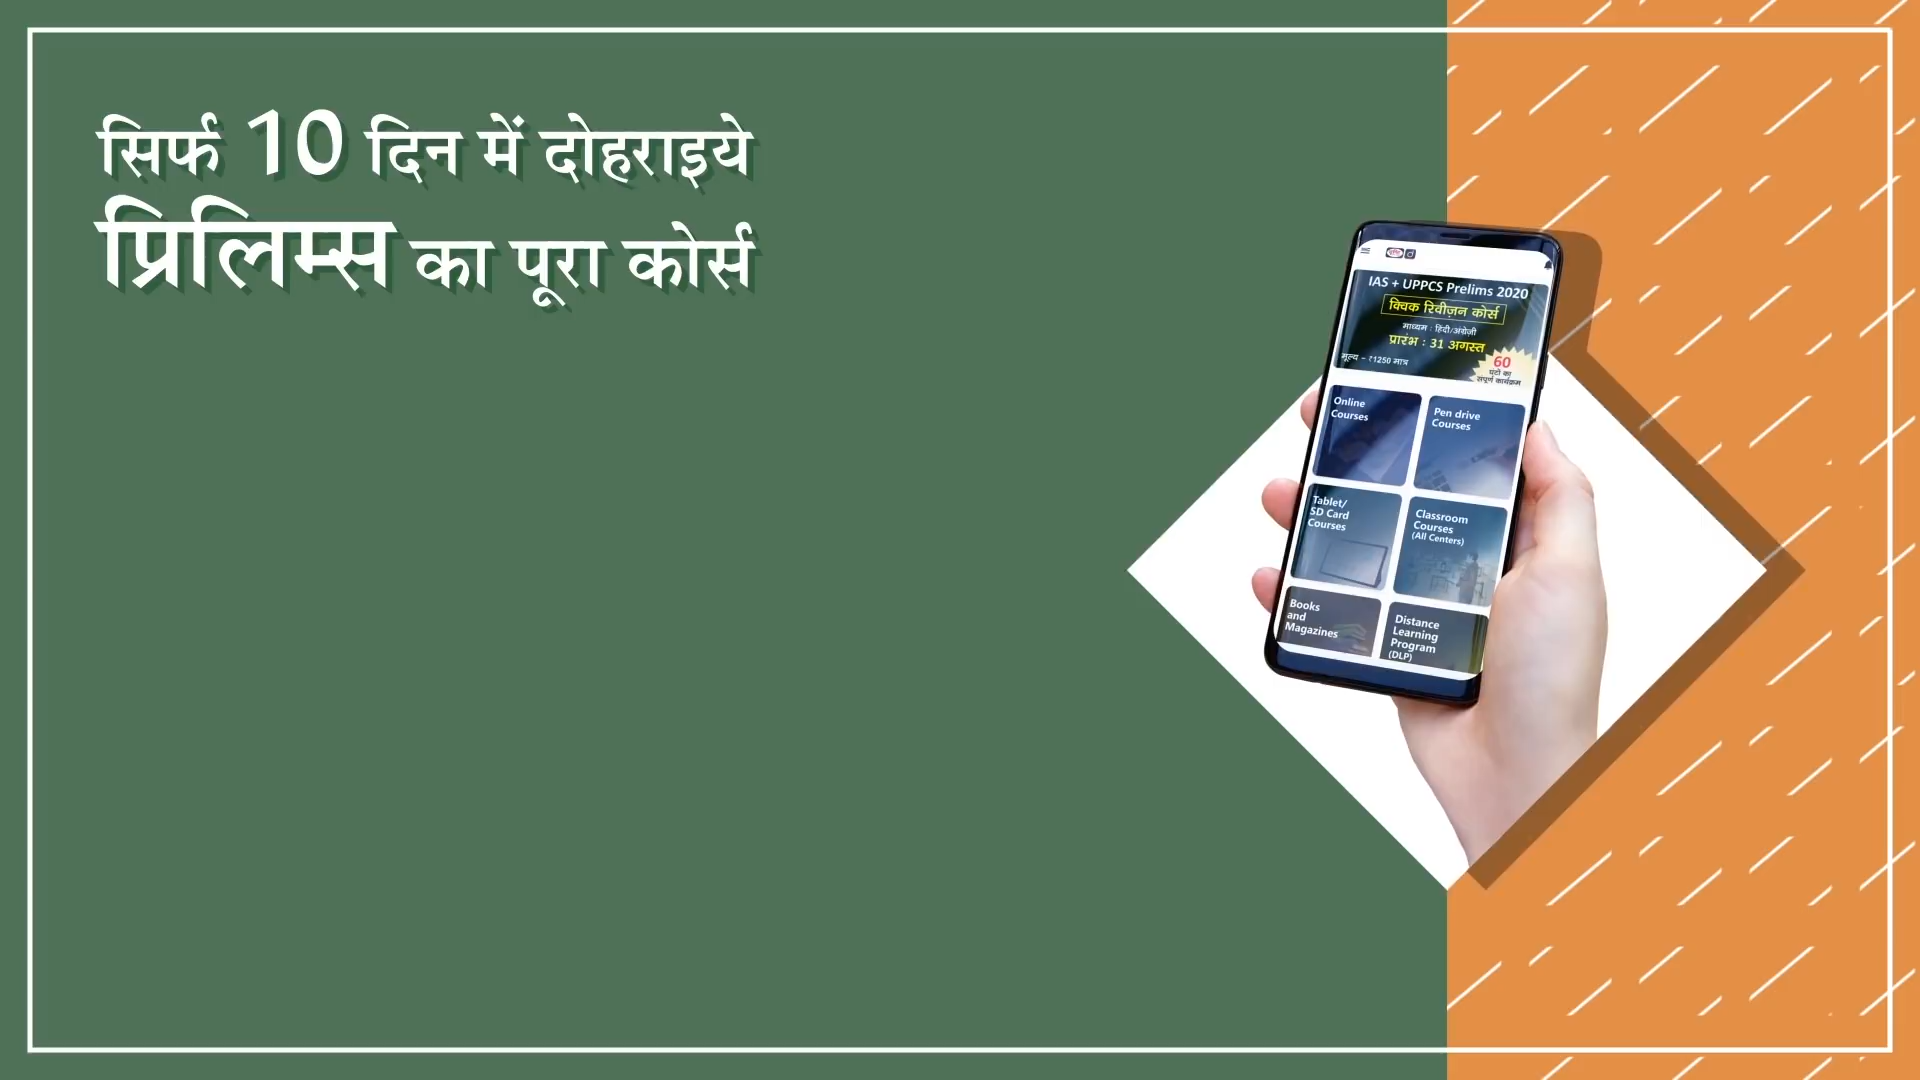 सिर्फ 10 दिन में दोहराइये
प्रिलिम्स का पूरा कोर्स
IAS + UPPCS Prelims 2020
क्विक रिवीज़न कोर्स
माध्यम : हिंदी/अंग्रेज़ी
प्रारंभ : 31 अगस्त
मूल्य - ₹1250 मात्र
60
घंटों का
संपूर्ण कार्यक्रम
Online
Courses
Pen drive
Courses
Tablet/
SD Card
Courses
Classroom
Courses
(All Centers)
Books
and
Magazines
Distance
Learning
Program
(DLP)